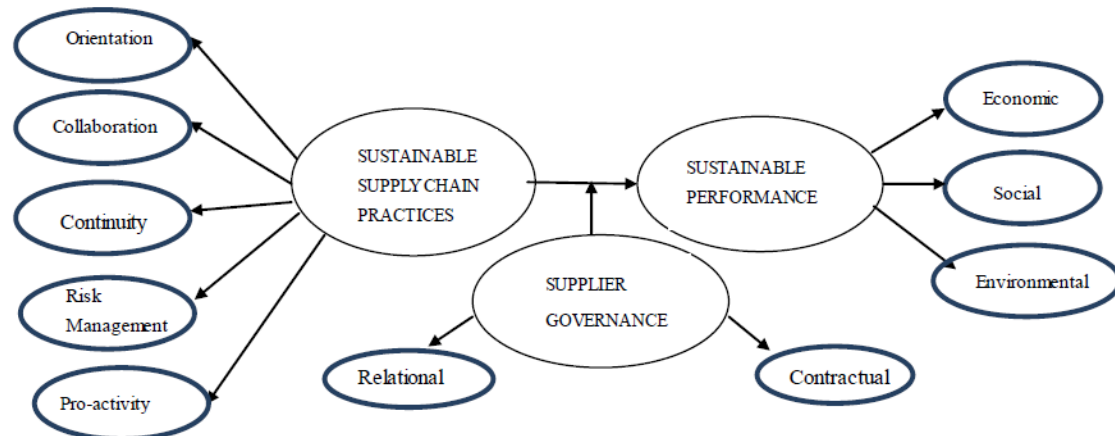 Orientation
Collaboration
Continuity
Risk
Management
Pro-activity
SUSTAINABLE
SUPPLY CHAIN
PRACTICES
SUSTAINABLE
PERFORMANCE
SUPPLIER
GOVERNANCE
Relational
Contractual
Economic
Social
Environmental